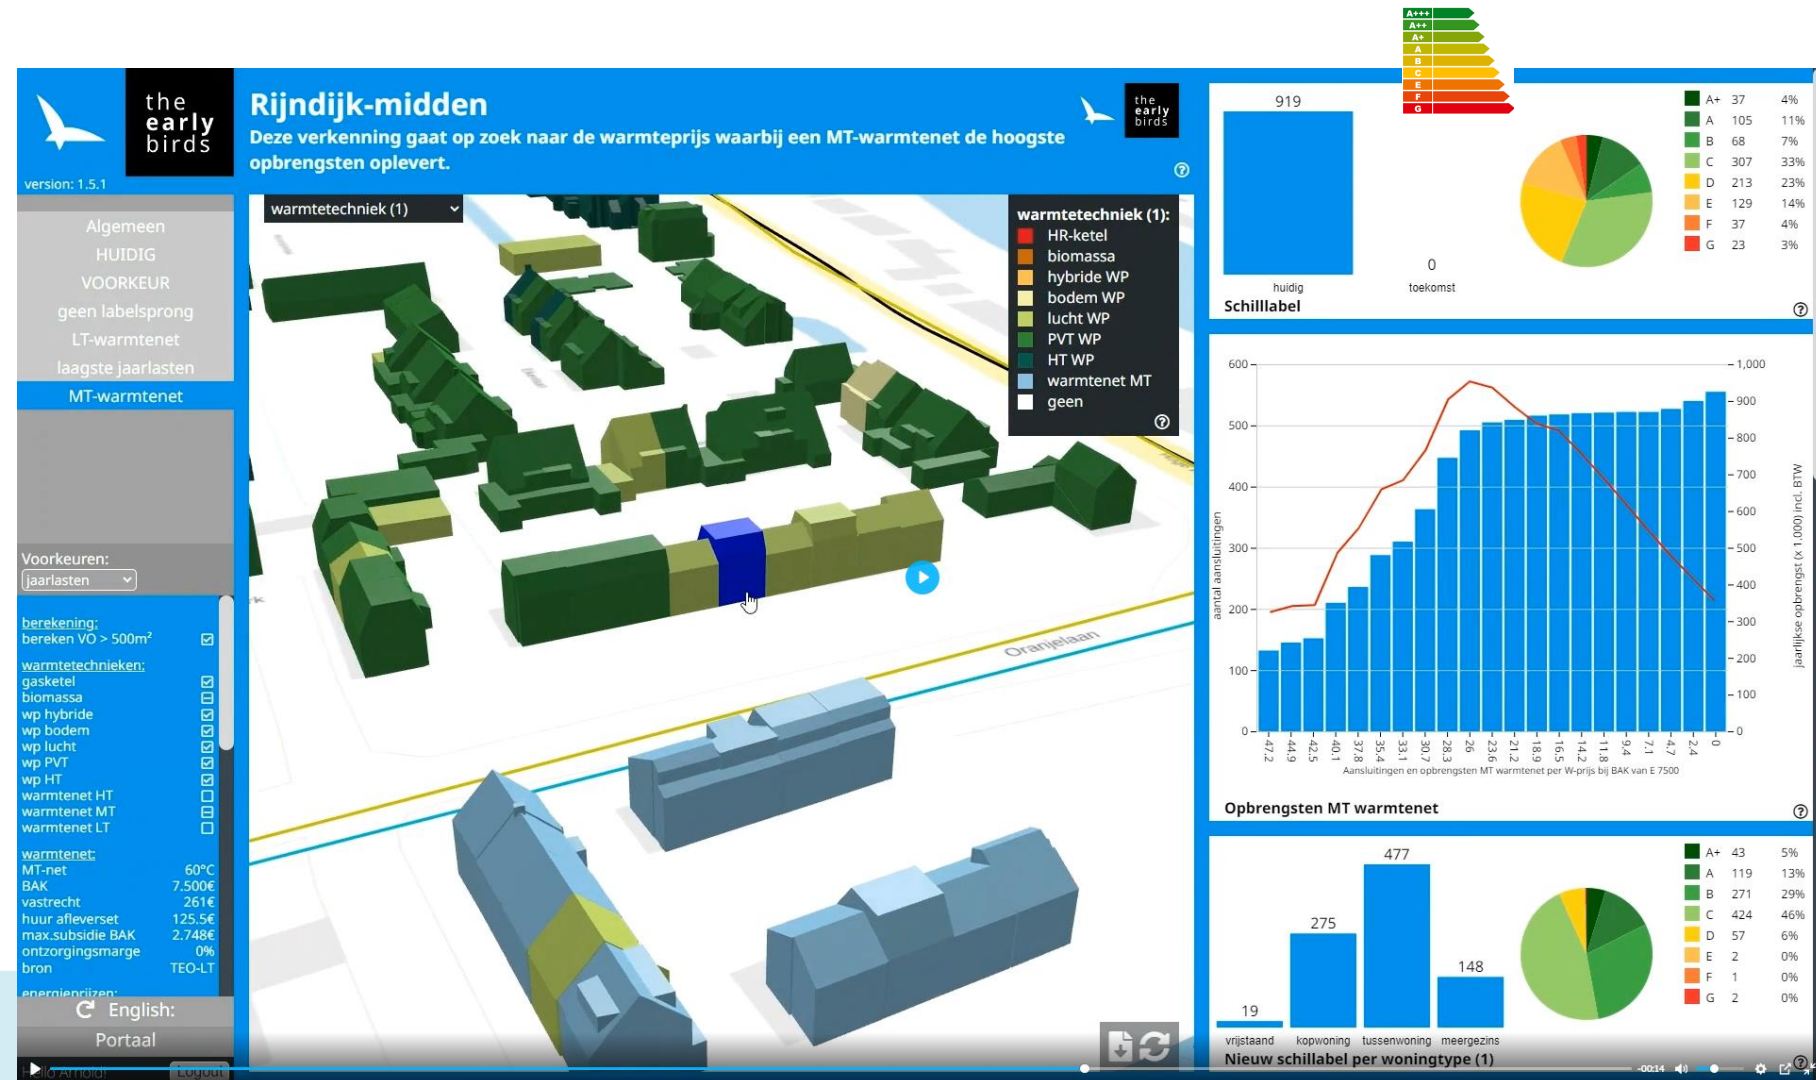 A+++
A++
A+
A
B
C
E
F
G
the
early
birds
version: 1.5.1
Rijndijk-midden
Deze verkenning gaat op zoek naar de warmteprijs waarbij een MT-warmtenet de hoogste
opbrengsten oplevert.
the
early
birds
Algemeen
HUIDIG
VOORKEUR
geen labelsprong
LT-warmtenet
laagste jaarlasten
MT-warmtenet
Voorkeuren:
jaarlasten
berekening:
bereken VO > 500m²
warmtetechnieken:
gasketel
biomassa
wp hybride
wp bodem
wp lucht
wp PVT
wp HT
warmtenet HT
warmtenet MT
warmtenet LT
warmtenet:
MT-net 60°C
BAK 7.500€
vastrecht 261€
huur afleverset 125.5€
max.subsidie BAK 2.748€
ontzorgingsmarge 0%
bron TEO-LT
energieprijzen:
English:
Portaal
Hello Arnold!
Logout
warmtetechniek (1)
warmtetechniek (1):
HR-ketel
biomassa
hybride WP
bodem WP
lucht WP
PVT WP
HT WP
warmtenet MT
geen
Oranjelaan
919
0
huidig
toekomst
Schilllabel
A+ 37 4%
A 105 11%
B 68 7%
C 307 33%
D 213 23%
E 129 14%
F 37 4%
G 23 3%
600
500
400
300
200
100
0
aantal aansluitingen
1,000
900
800
700
600
500
400
300
200
100
0
jaarlijkse opbrengst (x 1.000) incl. BTW
47.2
44.9
42.5
40.1
37.8
35.4
33.1
30.7
28.3
26
23.6
21.2
18.9
16.5
14.2
11.8
9.4
7.1
4.7
2.4
0
Aansluitingen en opbrengsten MT warmtenet per W-prijs bij BAK van E 7500
Opbrengsten MT warmtenet
19
275
477
148
vrijstaand
kopwoning
tussenwoning
meergezins
Nieuw schillabel per woningtype (1)
A+ 43 5%
A 119 13%
B 271 29%
C 424 46%
D 57 6%
E 2 0%
F 1 0%
G 2 0%
-00:14